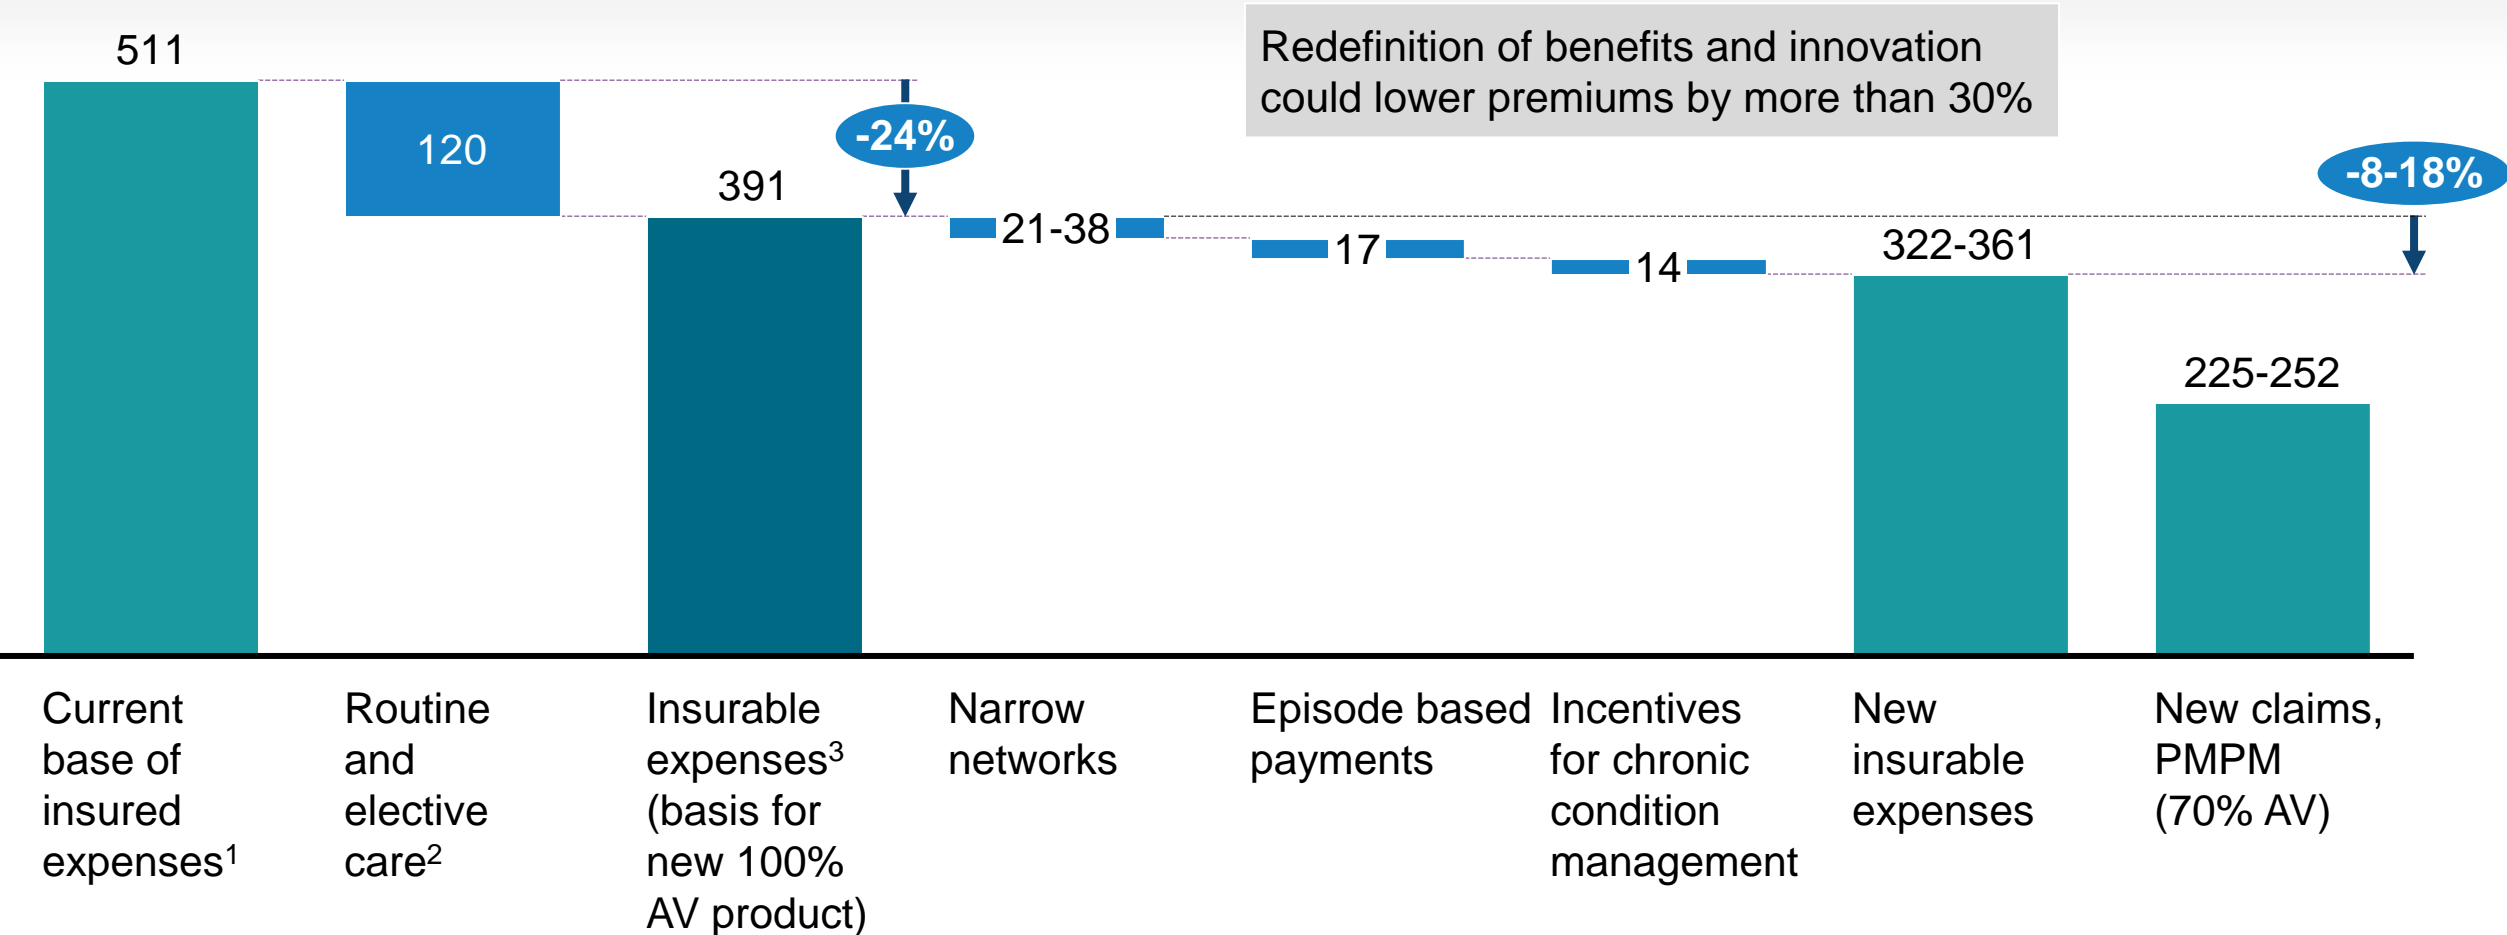 511
Redefinition of benefits and innovation
could lower premiums by more than 30%
120
-24%
391
-8-18%
21-38
17
14
322-361
225-252
Current
base of
insured
expenses1
Routine
and
elective
care2
Insurable
expenses3
(basis for
new 100%
AV product)
Narrow
networks
Episode based
payments
Incentives
for chronic
condition
management
New
insurable
expenses
New claims,
PMPM
(70% AV)